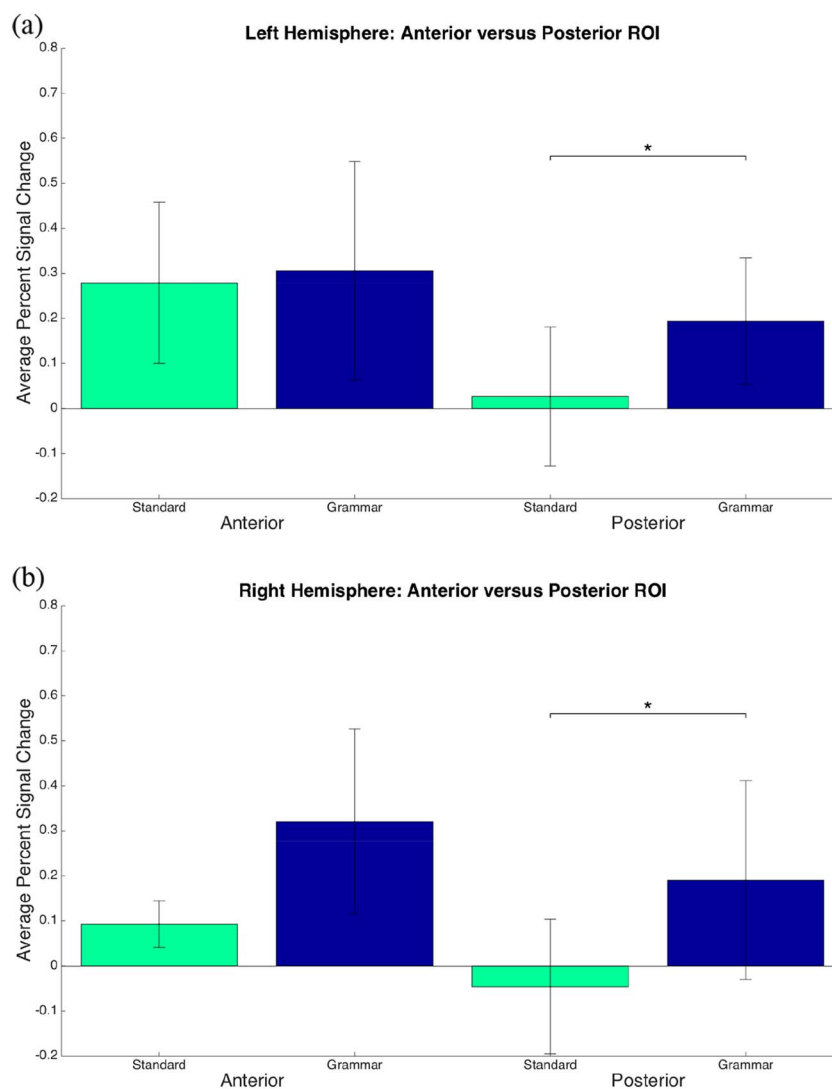 (a)
Left Hemisphere: Anterior versus Posterior ROI
Average Percent Signal Change
0.8
0.7
0.6
0.5
0.4
0.3
0.2
0.1
0
-0.1
-0.2
*
Standard Grammar Standard Grammar
Anterior Posterior
(b)
Right Hemisphere: Anterior versus Posterior ROI
Average Percent Signal Change
0.8
0.7
0.6
0.5
0.4
0.3
0.2
0.1
0
-0.1
-0.2
*
Standard Grammar Standard Grammar
Anterior Posterior